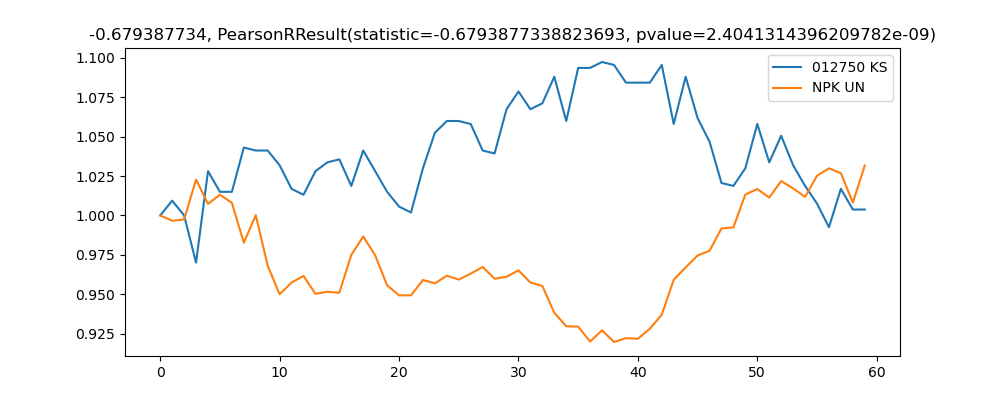 -0.679387734, PearsonRResult(statistic=-0.6793877338823693, pvalue=2.4041314396209782e-09)
1.100
1.075
1.050
1.025
1.000
0.975
0.950
0.925
012750 KS
NPK UN
0 10 20 30 40 50 60